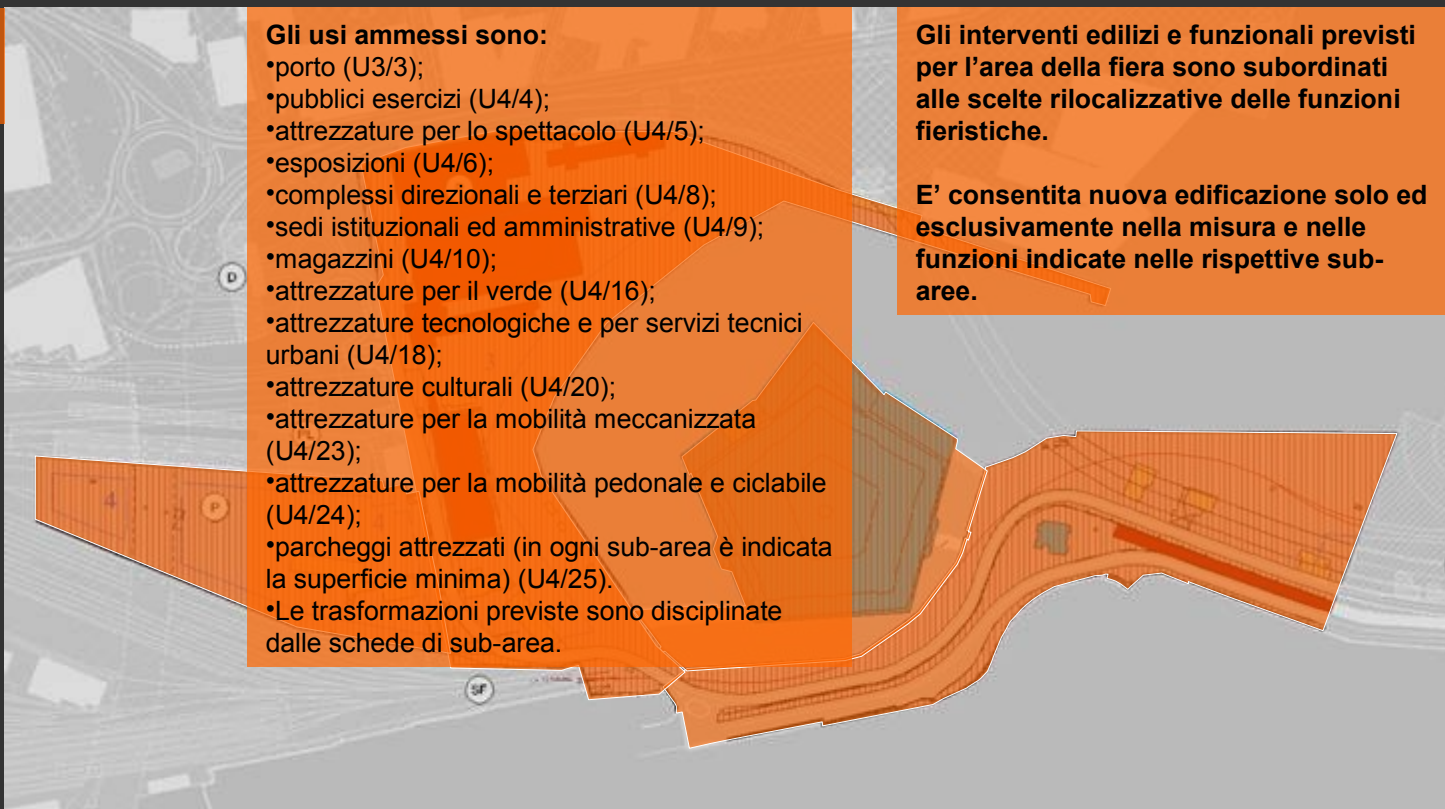 Gli usi ammessi sono:
•porto (U3/3);
•pubblici esercizi (U4/4);
•attrezzature per lo spettacolo (U4/5);
•esposizioni (U4/6);
•complessi direzionali e terziari (U4/8);
•sedi istituzionali ed amministrative (U4/9);
•magazzini (U4/10);
•attrezzature per il verde (U4/16);
•attrezzature tecnologiche e per servizi tecnici
urbani (U4/18);
•attrezzature culturali (U4/20);
•attrezzature per la mobilità meccanizzata
(U4/23);
•attrezzature per la mobilità pedonale e ciclabile
(U4/24);
•parcheggi attrezzati (in ogni sub-area è indicata
la superficie minima) (U4/25).
•Le trasformazioni previste sono disciplinate
dalle schede di sub-area.
Gli interventi edilizi e funzionali previsti
per l'area della fiera sono subordinati
alle scelte rilocalizzative delle funzioni
fieristiche.
E' consentita nuova edificazione solo ed
esclusivamente nella misura e nelle
funzioni indicate nelle rispettive sub-
aree.
D
4
P
SF